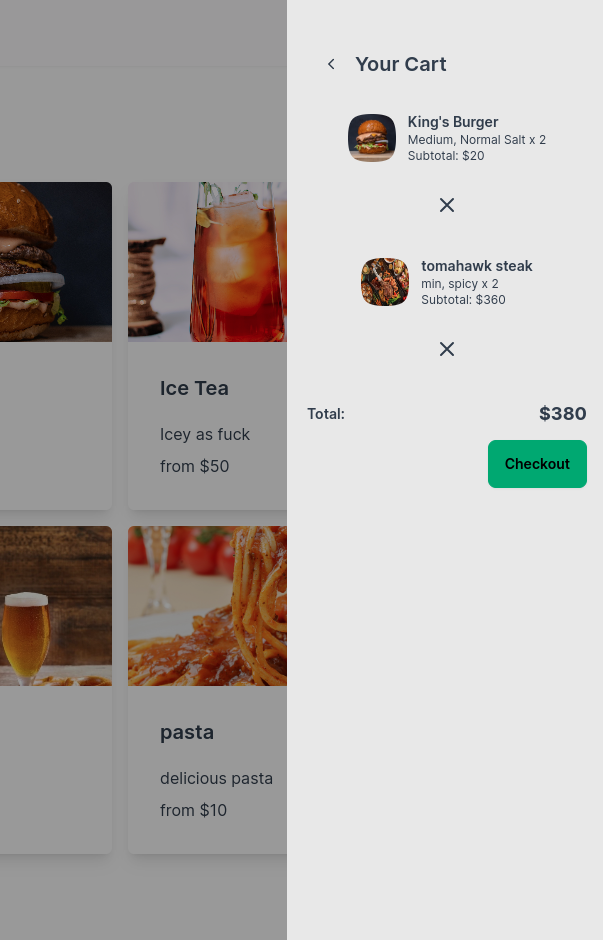 Your Cart
King's Burger
Medium, Normal Salt x 2
Subtotal: $20
tomahawk steak
min, spicy x 2
Subtotal: $360
Total:
$380
Checkout
Ice Tea
Icey as fuck
from $50
pasta
delicious pasta
from $10